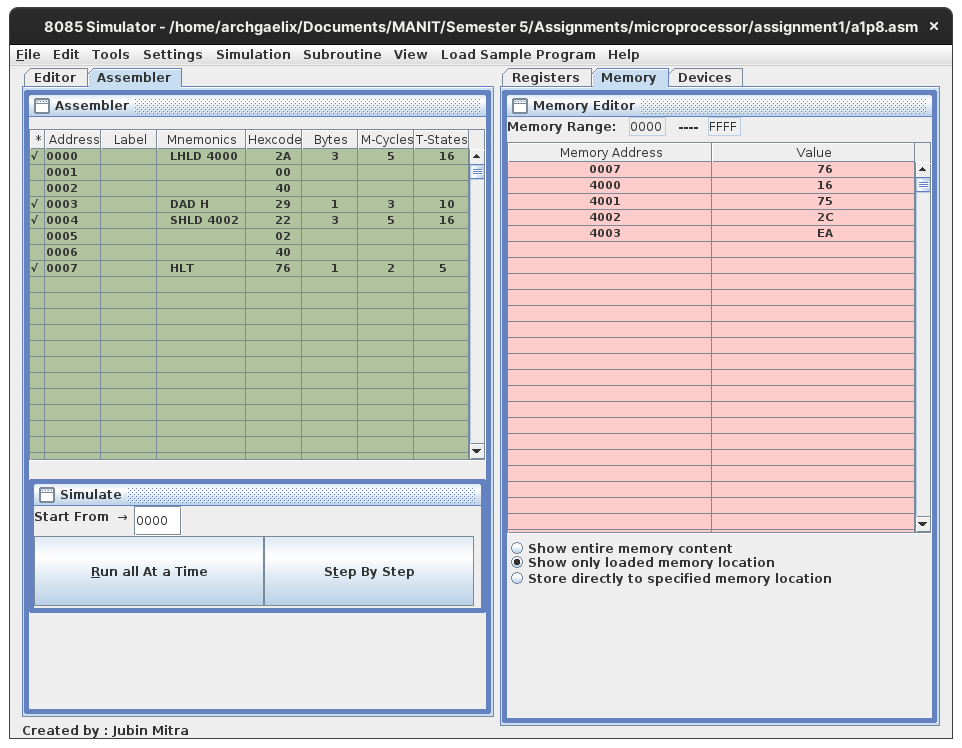 8085 Simulator - /home/archgaelix/Documents/MANIT/Semester 5/Assignments/microprocessor/assignment1/a1p8.asm ×
File Edit Tools Settings Simulation Subroutine View Load Sample Program Help
Editor Assembler
Assembler
* Address Label Mnemonics Hexcode Bytes M-Cycles T-States
√ 0000 LHLD 4000 2A 3 5 16
0001 00
0002 40
√ 0003 DAD H 29 1 3 10
√ 0004 SHLD 4002 22 3 5 16
0005 02
0006 40
√ 0007 HLT 76 1 2 5
Simulate
Start From → 0000
Run all At a Time Step By Step
Registers Memory Devices
Memory Editor
Memory Range: 0000 ---- FFFF
Memory Address Value
0007 76
4000 16
4001 75
4002 2C
4003 EA
Show entire memory content
Show only loaded memory location
Store directly to specified memory location
Created by : Jubin Mitra